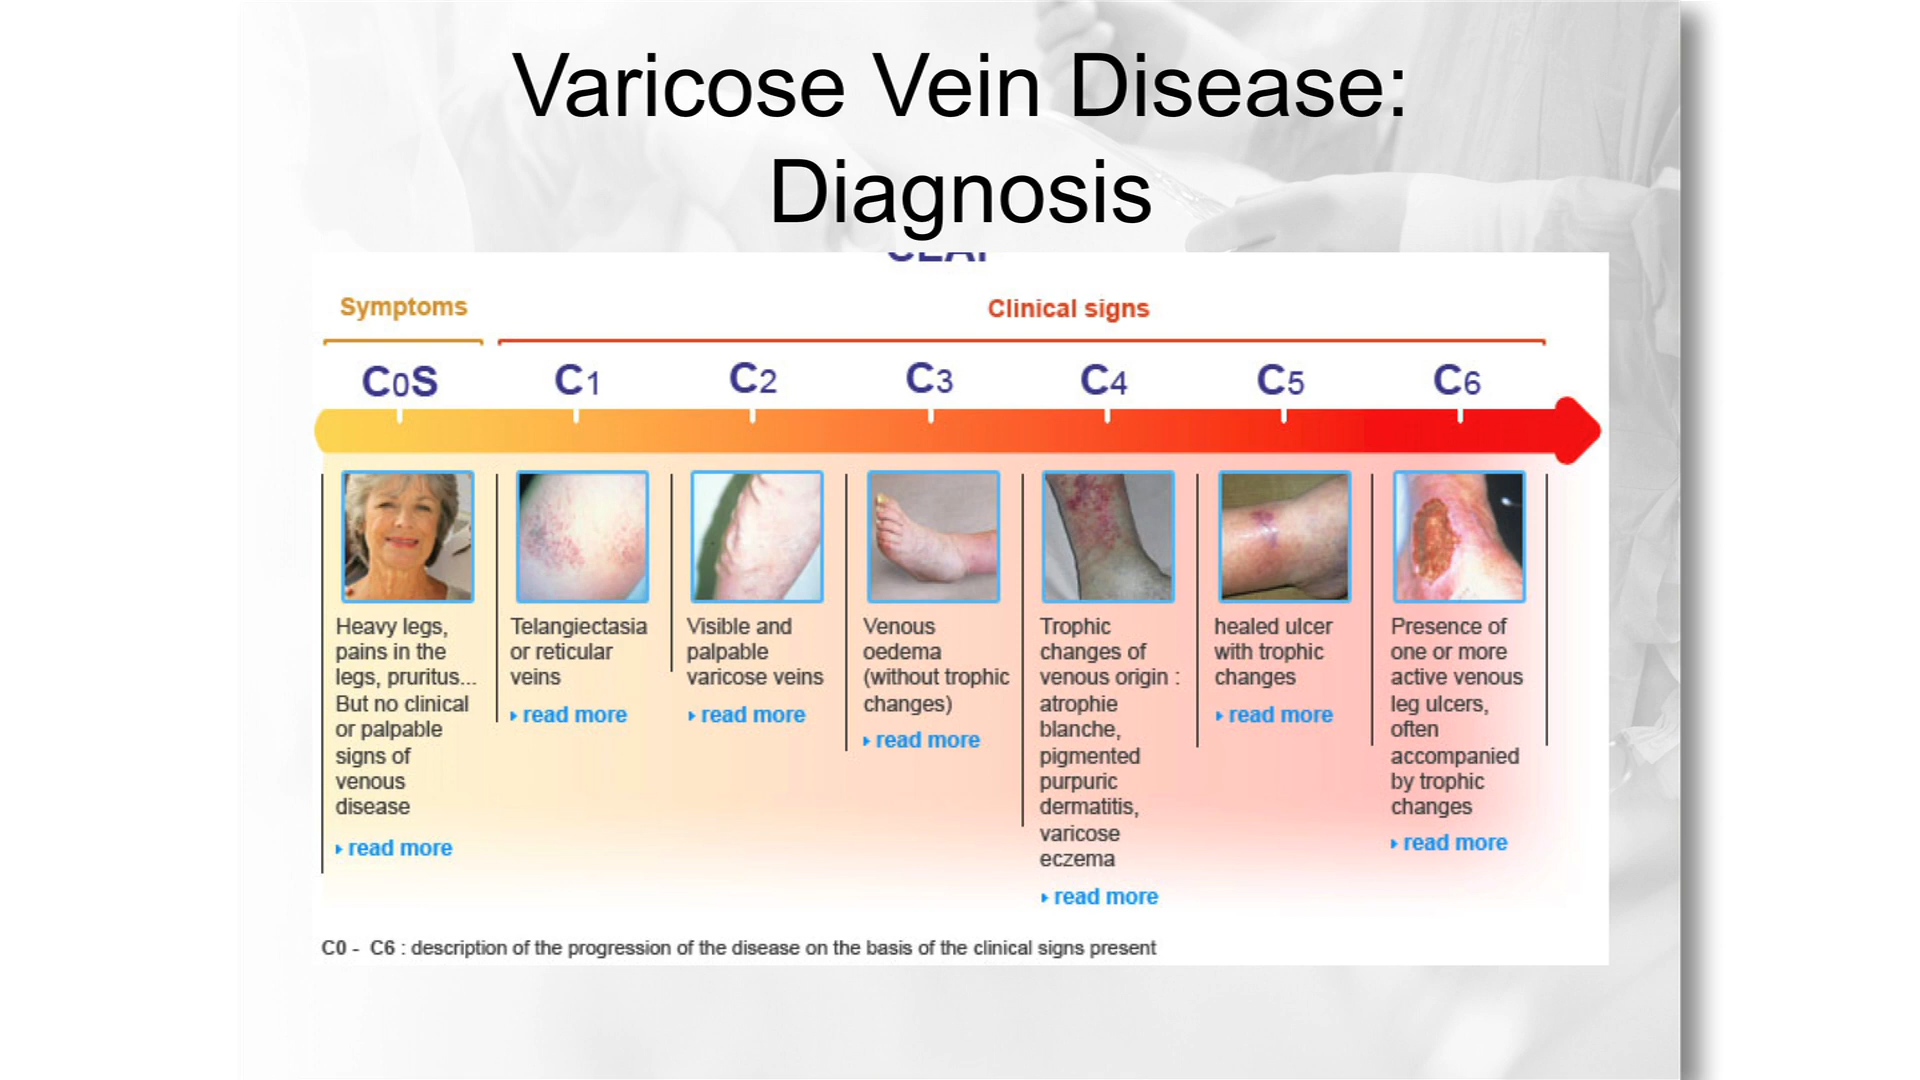 Varicose Vein Disease:
Diagnosis
Symptoms
Clinical signs
C0S
C1
C2
C3
C4
C5
C6
Heavy legs,
pains in the
legs, pruritus...
But no clinical
or palpable
signs of
venous
disease
read more
Telangiectasia
or reticular
veins
read more
Visible and
palpable
varicose veins
read more
Venous
oedema
(without trophic
changes)
read more
Trophic
changes of
venous origin :
atrophie
blanche,
pigmented
purpuric
dermatitis,
varicose
eczema
read more
healed ulcer
with trophic
changes
read more
Presence of
one or more
active venous
leg ulcers,
often
accompanied
by trophic
changes
read more
C0 - C6 : description of the progression of the disease on the basis of the clinical signs present